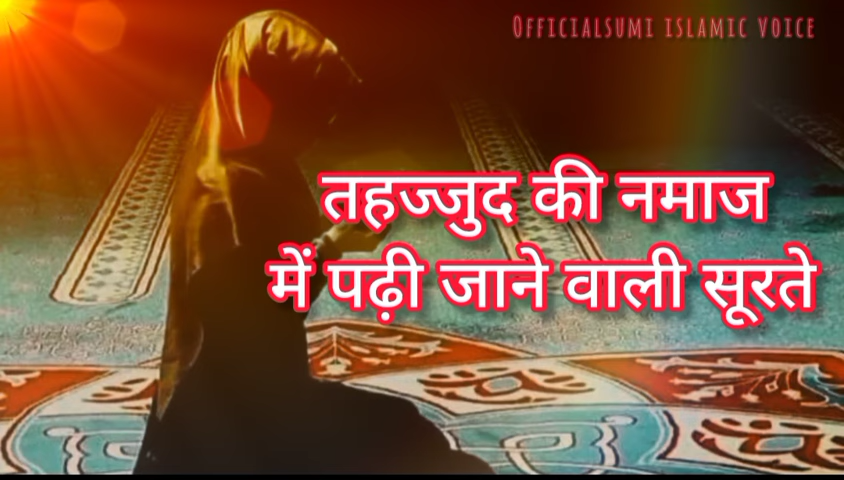 OFFICIALSUMI ISLAMIC VOICE
तहज्जुद की नमाज
में पढ़ी जाने वाली सूरते